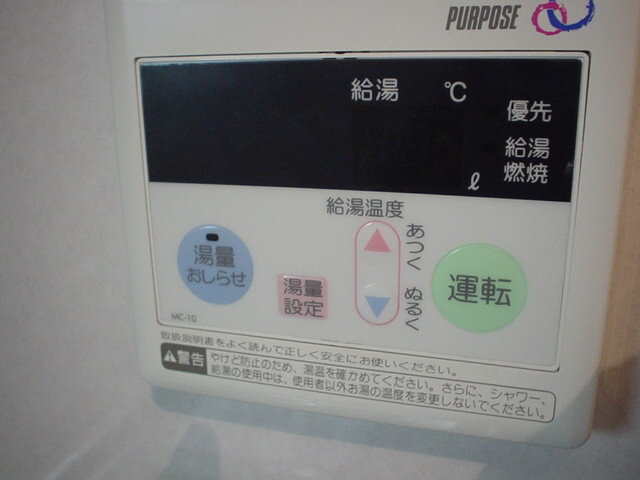 PURPOSE
給湯 ℃
優先
給湯
燃焼
ℓ
給湯温度
あつく
ぬるく
湯量
おしらせ
湯量
設定
運転
MC-10
取扱説明書をよく読んで正しく安全にお使いください。
警告
やけど防止のため、湯温を確かめてください。さらに、シャワー、
給湯の使用中は、使用者以外お湯の温度を変更しないでください。